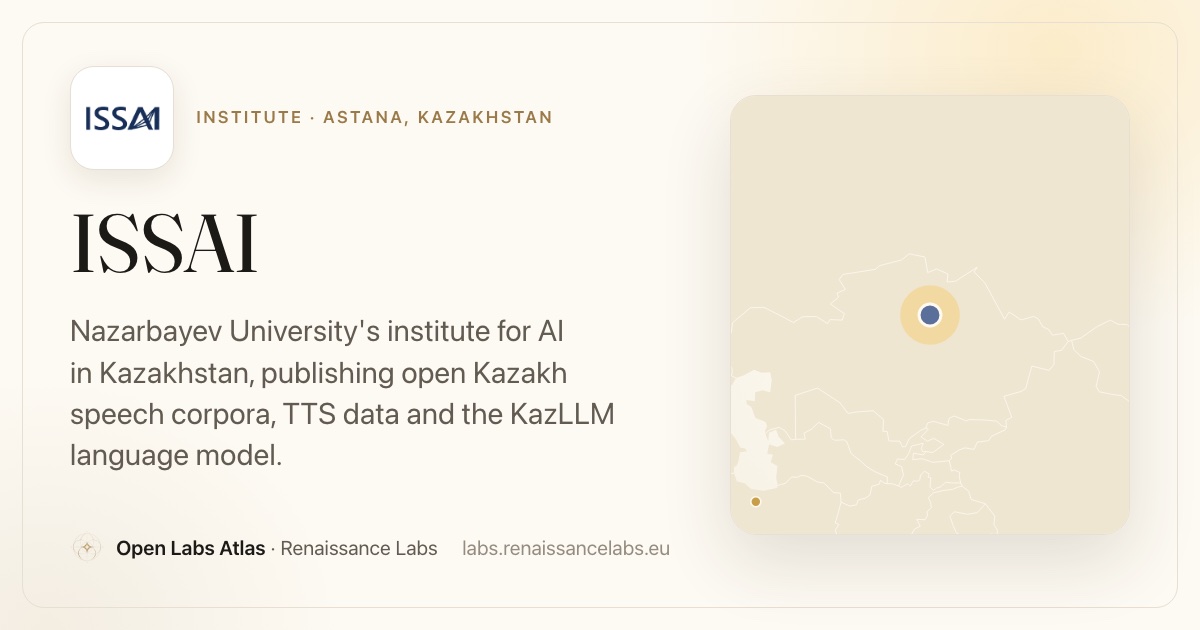 ISSAI
INSTITUTE · ASTANA, KAZAKHSTAN
ISSAI
Nazarbayev University's institute for AI
in Kazakhstan, publishing open Kazakh
speech corpora, TTS data and the KazLLM
language model.
Open Labs Atlas · Renaissance Labs labs.renaissancelabs.eu